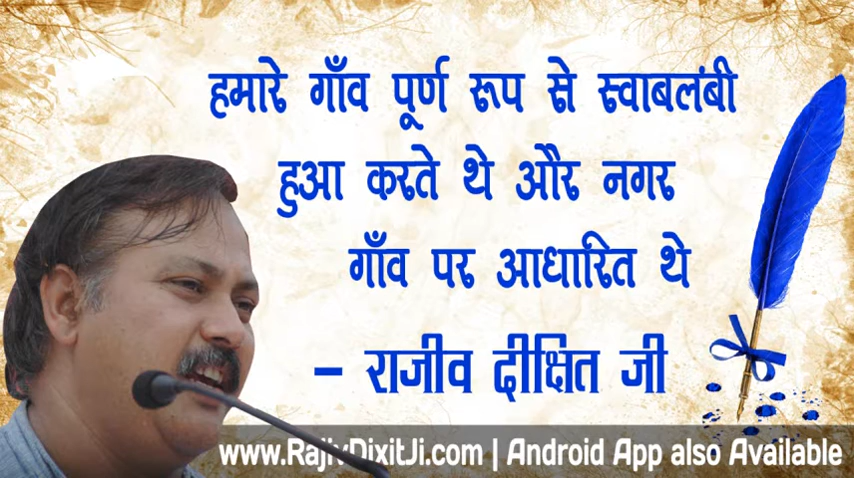 हमारे गाँव पूर्ण रूप से स्वाबलंबी
हुआ करते थे और नगर
गाँव पर आधारित थे
– राजीव दीक्षित जी
www.RajivDixitJi.com | Android App also Available